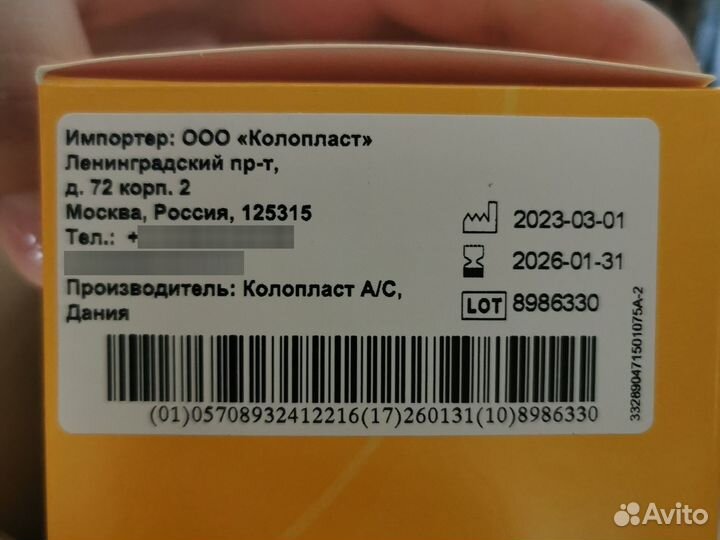 Импортер: ООО «Колопласт»
Ленинградский пр-т,
д. 72 корп. 2
Москва, Россия, 125315
Тел.: +
Производитель: Колопласт А/С,
Дания
2023-03-01
2026-01-31
LOT 8986330
(01)05708932412216(17)260131(10)8986330
332890471501075A-2
Avito